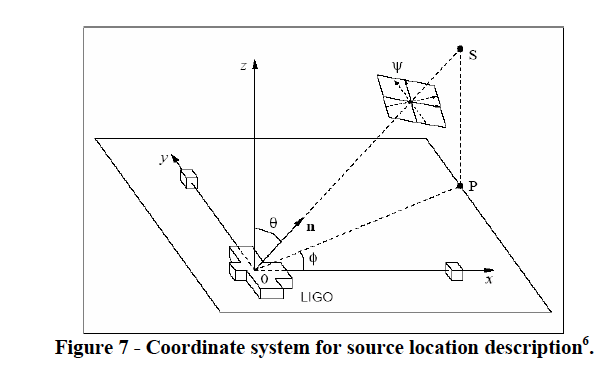 S
ψ
z
y
P
θ
n
ϕ
0
x
LIGO
Figure 7 - Coordinate system for source location description6.